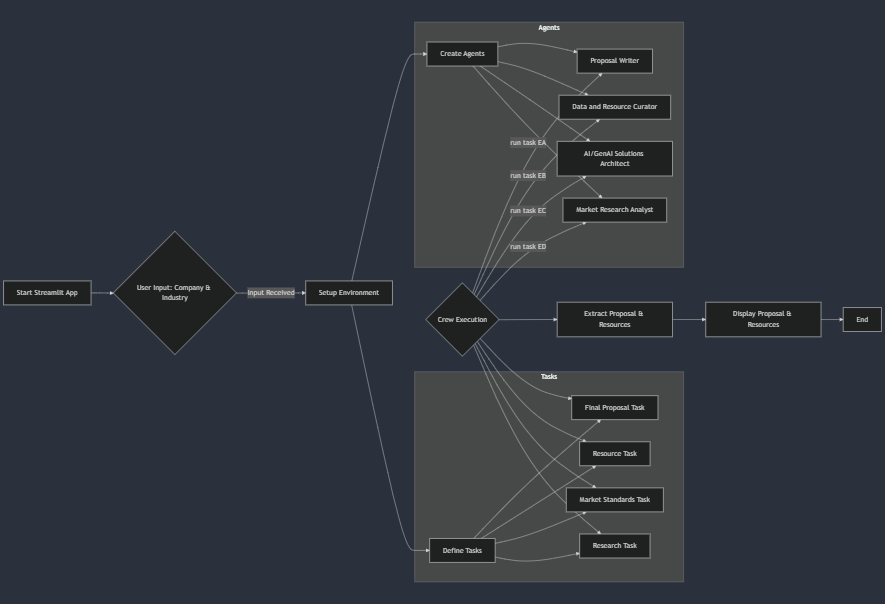 Agents
Create Agents
Proposal Writer
Data and Resource Curator
run task EA
AI/GenAI Solutions
Architect
run task EB
run task EC
Market Research Analyst
run task ED
Start Streamlit App
User Input: Company &
Industry
Input Received
Setup Environment
Crew Execution
Extract Proposal &
Resources
Display Proposal &
Resources
End
Tasks
Final Proposal Task
Resource Task
Market Standards Task
Define Tasks
Research Task